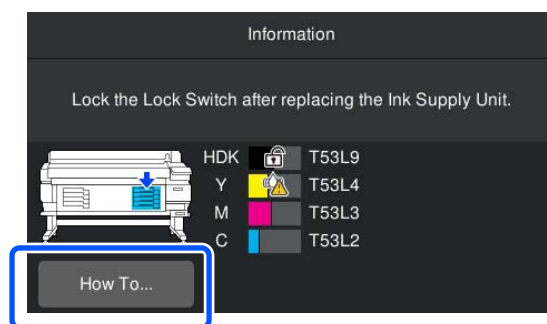 Information
Lock the Lock Switch after replacing the Ink Supply Unit.
HDK T53L9
Y T53L4
M T53L3
C T53L2
How To...